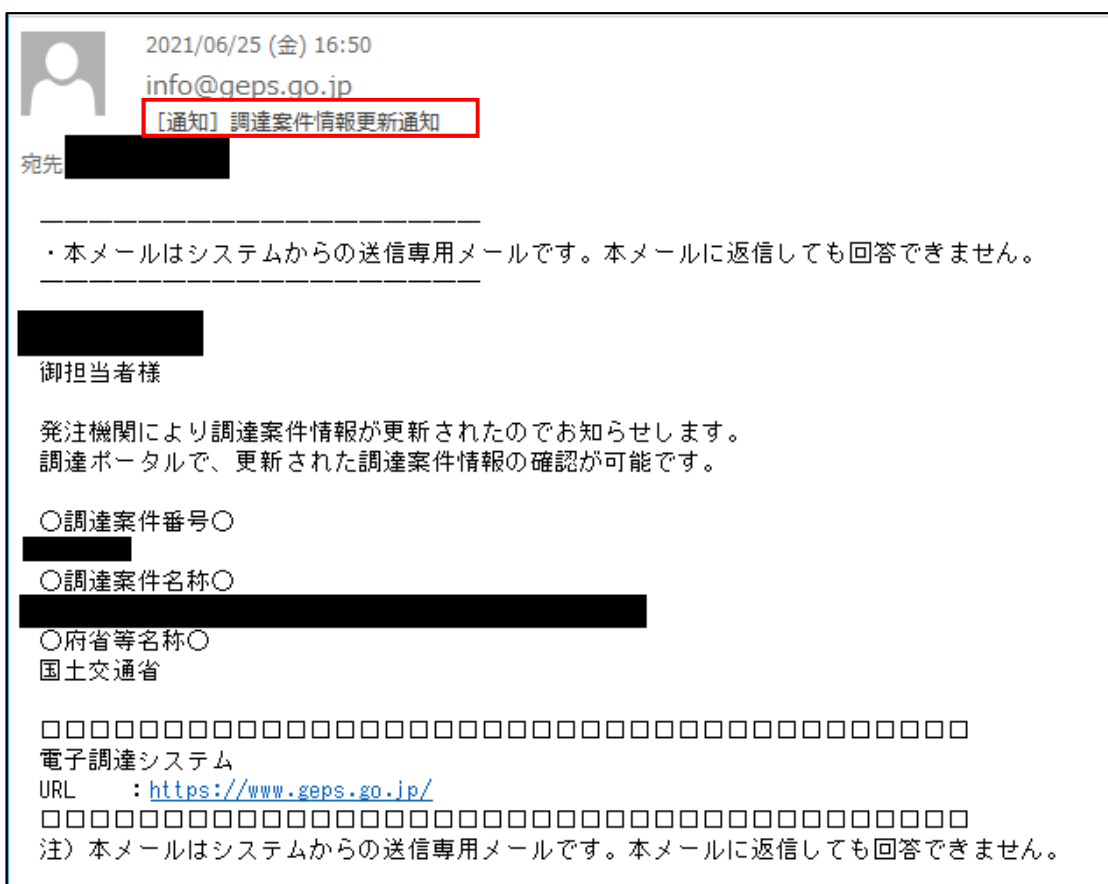 2021/06/25 (金) 16:50
info@geps.go.jp
［通知］調達案件情報更新通知
宛先
――――――――――――――――――
・本メールはシステムからの送信専用メールです。本メールに返信しても回答できません。
――――――――――――――――――
御担当者様
発注機関により調達案件情報が更新されたのでお知らせします。
調達ポータルで、更新された調達案件情報の確認が可能です。
○調達案件番号○
○調達案件名称○
○府省等名称○
国土交通省
□□□□□□□□□□□□□□□□□□□□□□□□□□□□□□□□□□□□□□
電子調達システム
URL　：https://www.geps.go.jp/
□□□□□□□□□□□□□□□□□□□□□□□□□□□□□□□□□□□□□□
注）本メールはシステムからの送信専用メールです。本メールに返信しても回答できません。